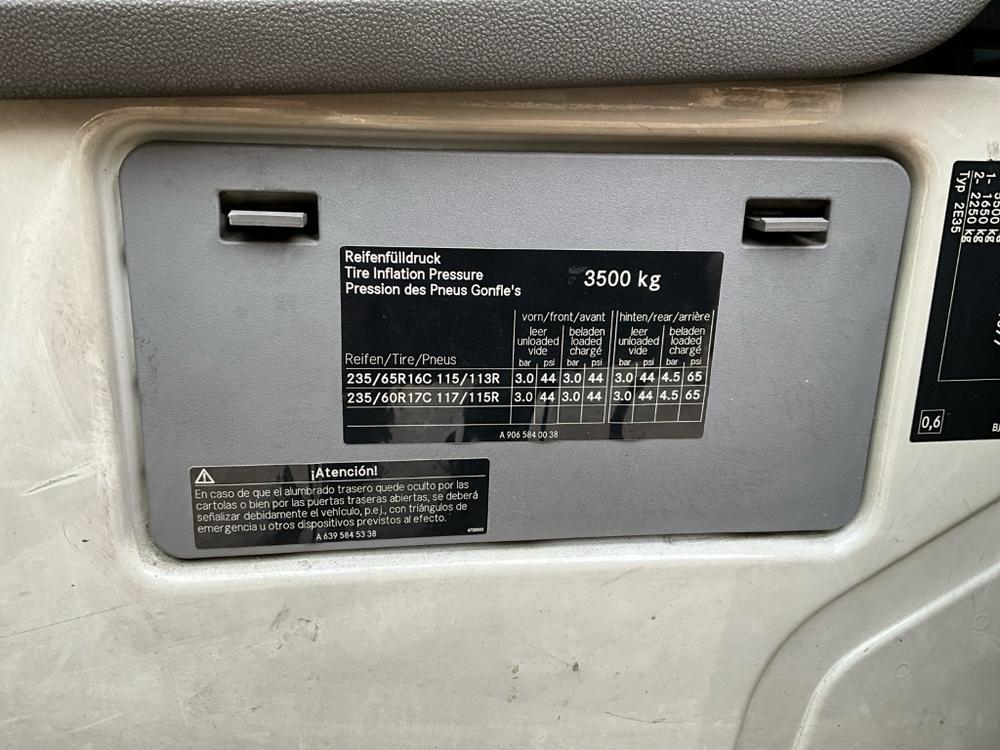 Reifenfülldruck
Tire Inflation Pressure
Pression des Pneus Gonfle's
3500 kg
vorn/front/avant hinten/rear/arrière
leer beladen leer beladen
unloaded loaded unloaded loaded
vide chargé vide chargé
Reifen/Tire/Pneus bar psi bar psi bar psi bar psi
235/65R16C 115/113R 3.0 44 3.0 44 3.0 44 4.5 65
235/60R17C 117/115R 3.0 44 3.0 44 3.0 44 4.5 65
A 906 584 00 38
¡Atención!
En caso de que el alumbrado trasero quede oculto por las
cartolas o bien por las puertas traseras abiertas, se deberá
señalizar debidamente el vehículo, p.ej., con triángulos de
emergencia u otros dispositivos previstos al efecto.
A 639 584 53 38
1- 1650 kg
2- 2250 kg
Typ 2E35
0,6